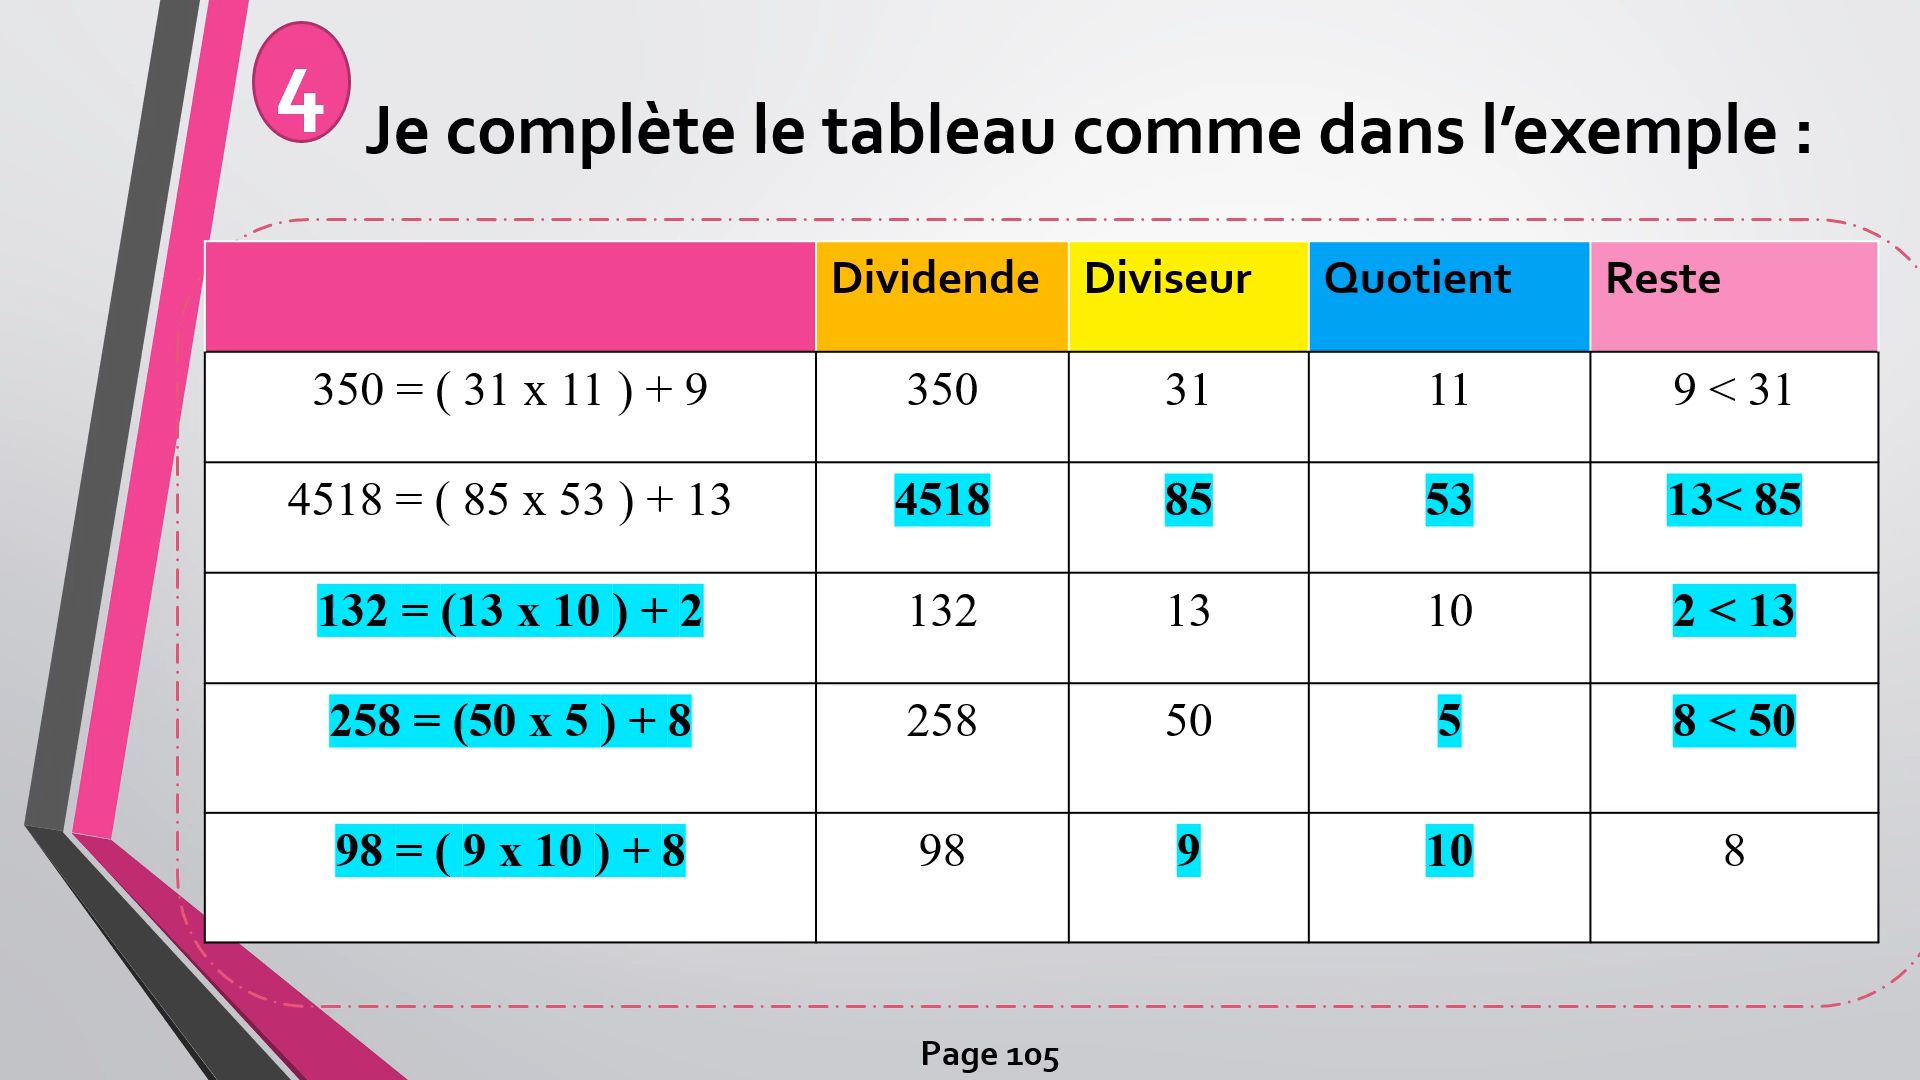 4
Je complète le tableau comme dans l’exemple :
Dividende Diviseur Quotient Reste
350 = ( 31 x 11 ) + 9 350 31 11 9 < 31
4518 = ( 85 x 53 ) + 13 4518 85 53 13< 85
132 = (13 x 10 ) + 2 132 13 10 2 < 13
258 = (50 x 5 ) + 8 258 50 5 8 < 50
98 = ( 9 x 10 ) + 8 98 9 10 8
Page 105